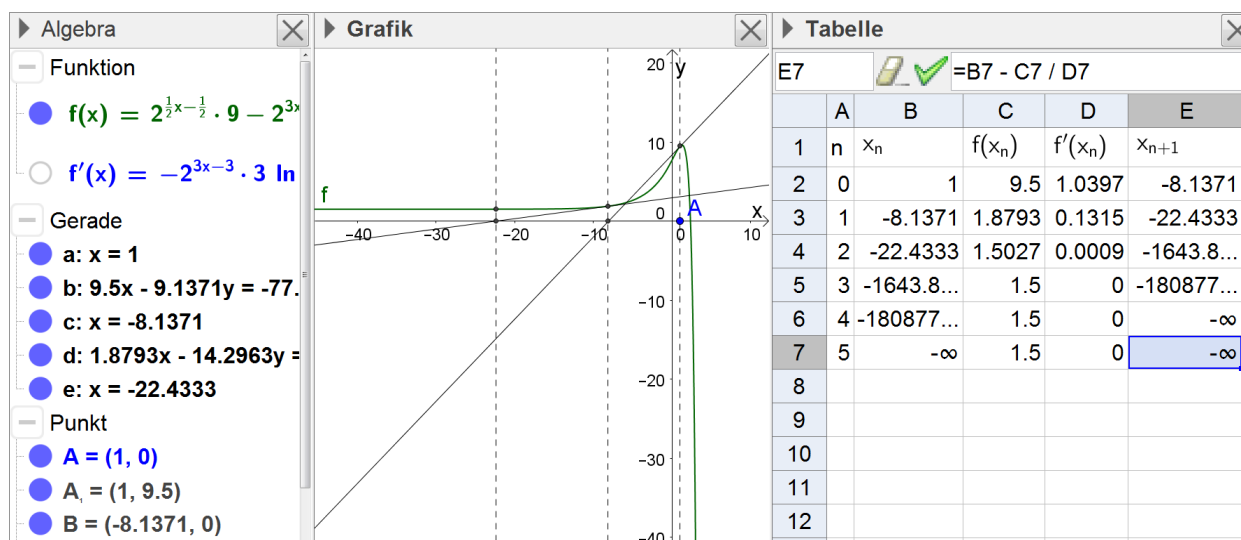 Algebra
Funktion
f(x) = 2^{\frac{1}{2}x-\frac{1}{2}} · 9 − 2^{3x
f′(x) = −2^{3x−3} · 3 ln
Gerade
a: x = 1
b: 9.5x - 9.1371y = -77.
c: x = -8.1371
d: 1.8793x - 14.2963y =
e: x = -22.4333
Punkt
A = (1, 0)
A₁ = (1, 9.5)
B = (-8.1371, 0)
Grafik
20
y
10
f
−40 −30 −20 −10 0 10
0
A
x
−10
−20
−30
−40
Tabelle
E7 =B7 - C7 / D7
A B C D E
1 n xₙ f(xₙ) f′(xₙ) xₙ₊₁
2 0 1 9.5 1.0397 -8.1371
3 1 -8.1371 1.8793 0.1315 -22.4333
4 2 -22.4333 1.5027 0.0009 -1643.8...
5 3 -1643.8... 1.5 0 -180877...
6 4 -180877... 1.5 0 -∞
7 5 -∞ 1.5 0 -∞
8
9
10
11
12